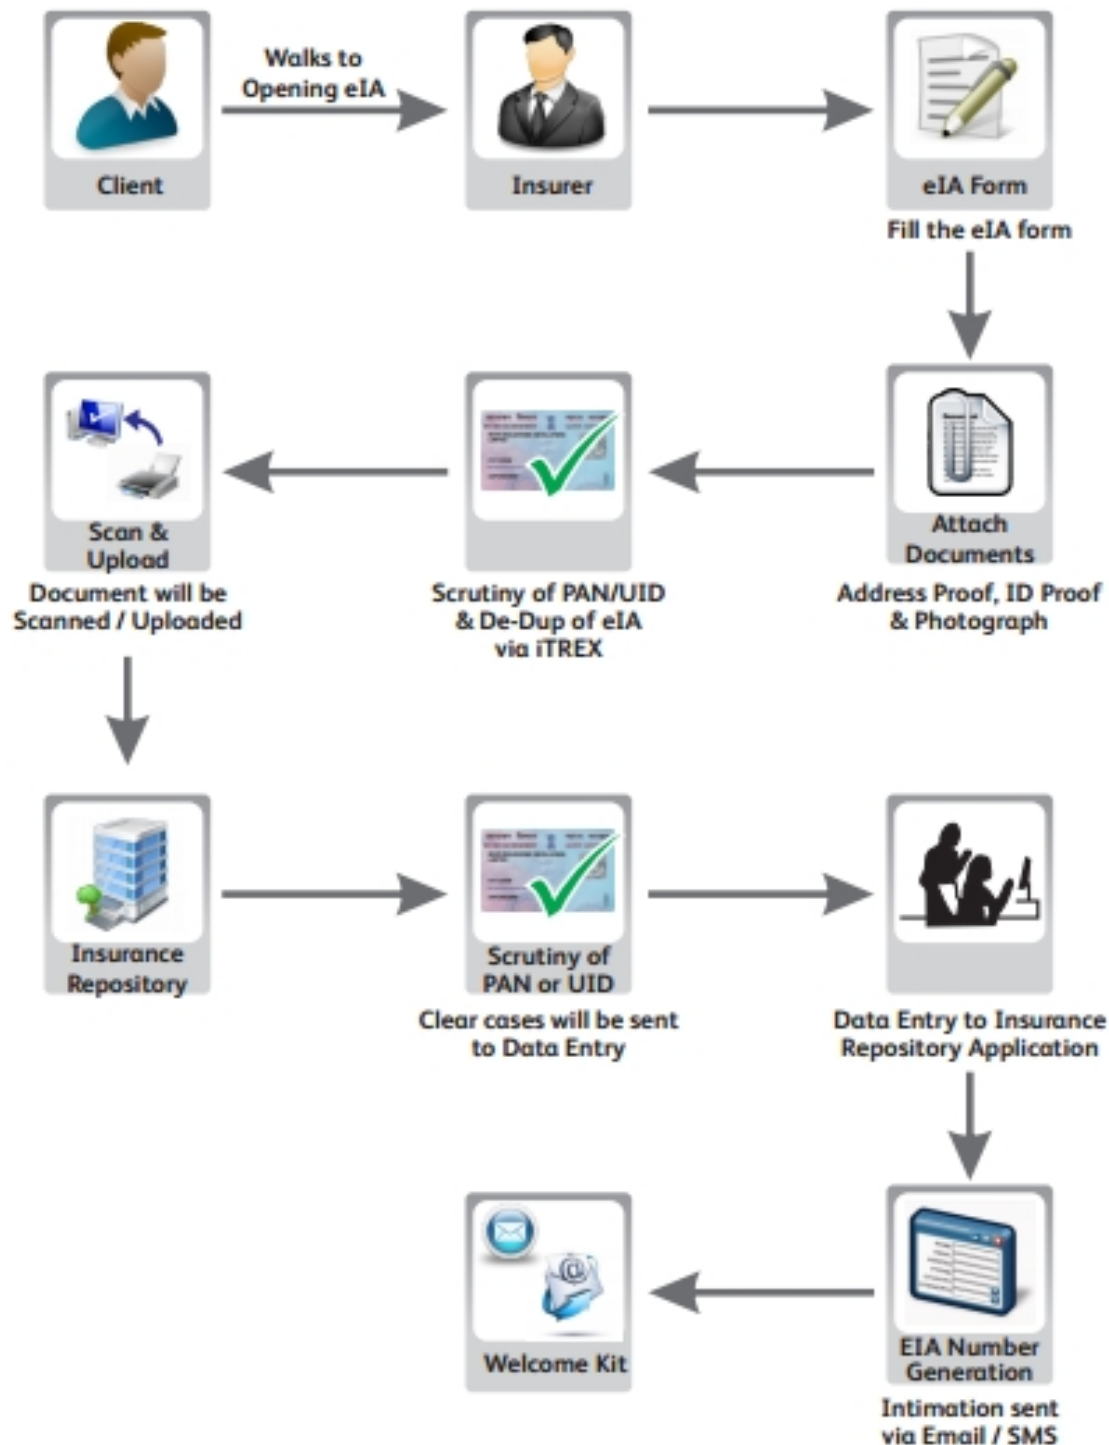 Walks to
Opening eIA
Client
Insurer
eIA Form
Fill the eIA form
Scan &
Upload
Document will be
Scanned / Uploaded
Scrutiny of PAN/UID
& De-Dup of eIA
via iTREX
Attach
Documents
Address Proof, ID Proof
& Photograph
Insurance
Repository
Scrutiny of
PAN or UID
Clear cases will be sent
to Data Entry
Data Entry to Insurance
Repository Application
Welcome Kit
EIA Number
Generation
Intimation sent
via Email / SMS